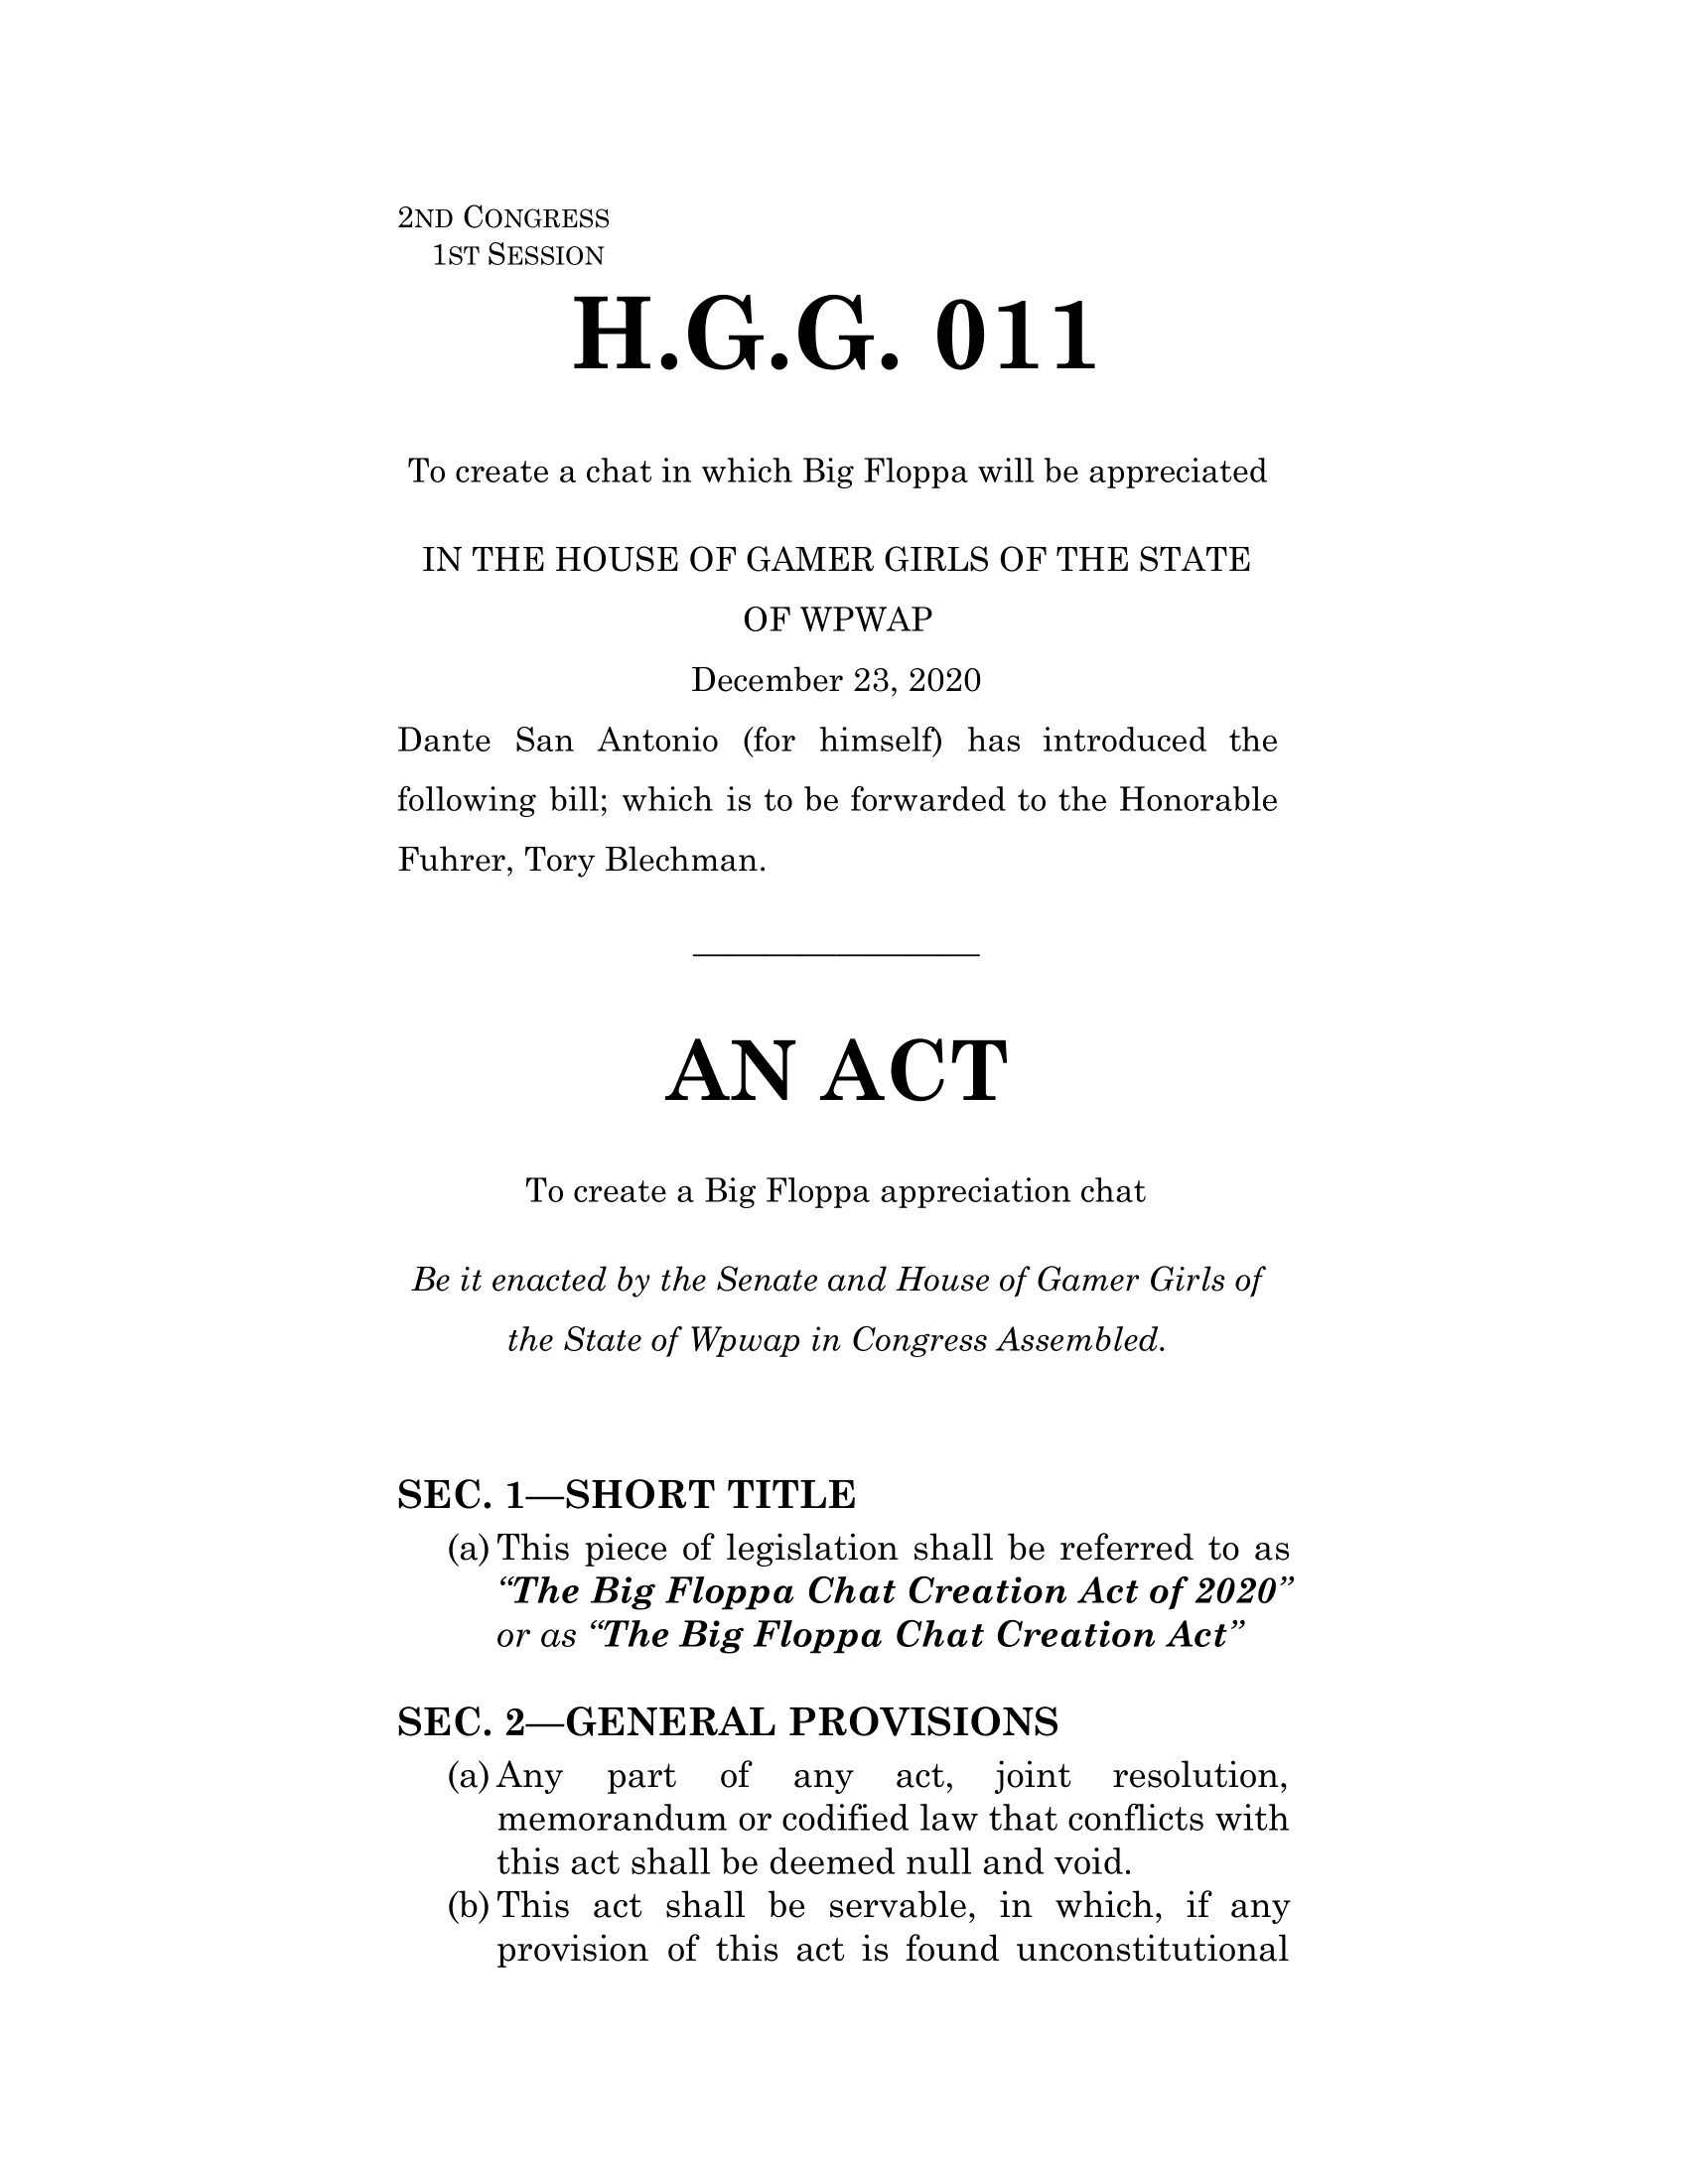 2ND CONGRESS
1ST SESSION
H.G.G. 011
To create a chat in which Big Floppa will be appreciated
IN THE HOUSE OF GAMER GIRLS OF THE STATE
OF WPWAP
December 23, 2020
Dante San Antonio (for himself) has introduced the
following bill; which is to be forwarded to the Honorable
Fuhrer, Tory Blechman.
AN ACT
To create a Big Floppa appreciation chat
Be it enacted by the Senate and House of Gamer Girls of
the State of Wpwap in Congress Assembled.
SEC. 1—SHORT TITLE
(a) This piece of legislation shall be referred to as
“The Big Floppa Chat Creation Act of 2020”
or as “The Big Floppa Chat Creation Act”
SEC. 2—GENERAL PROVISIONS
(a) Any part of any act, joint resolution,
memorandum or codified law that conflicts with
this act shall be deemed null and void.
(b) This act shall be servable, in which, if any
provision of this act is found unconstitutional